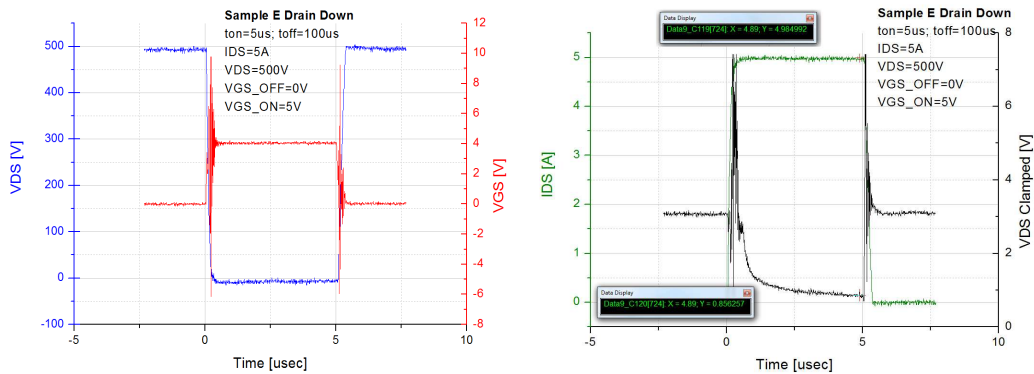 Sample E Drain Down
ton=5us; toff=100us
IDS=5A
VDS=500V
VGS_OFF=0V
VGS_ON=5V
500
400
300
200
100
0
-100
VDS [V]
12
10
8
6
4
2
0
-2
-4
-6
-8
VGS [V]
-5
0
5
10
Time [usec]
Data Display
Data9_C119[724] X = 4.89; Y = 4.984992
Sample E Drain Down
ton=5us; toff=100us
IDS=5A
VDS=500V
VGS_OFF=0V
VGS_ON=5V
5
4
3
2
1
0
IDS [A]
8
6
4
2
0
VDS Clamped [V]
Data Display
Data9_C120[724] X = 4.89; Y = 0.856257
-5
0
5
10
Time [usec]